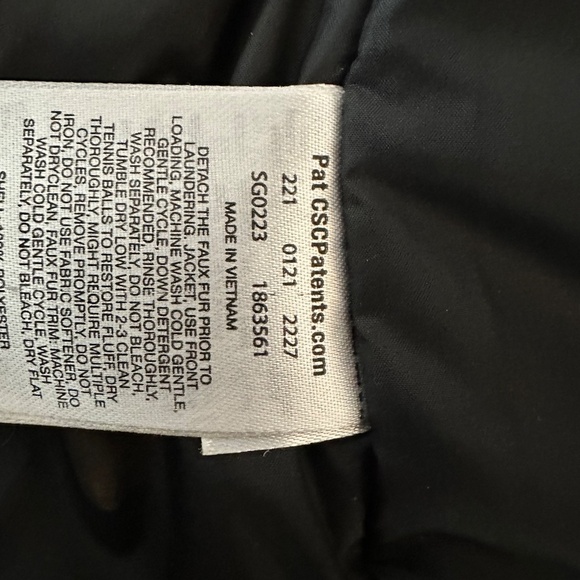 Pat CSCPatents.com
221 0121 2227
SG0223 1863561
MADE IN VIETNAM
DETACH THE FAUX FUR PRIOR TO
LAUNDERING. JACKET, USE FRONT
LOADING, MACHINE WASH COLD GENTLE,
RECOMMENDED, RINSE THOROUGHLY,
GENTLE CYCLE. DOWN DETERGENT
WASH SEPARATELY, DO NOT BLEACH,
TUMBLE DRY LOW WITH 2-3 CLEAN
TENNIS BALLS TO RESTORE FLUFF DRY
THOROUGHLY MIGHT REQUIRE MULTIPLE
CYCLES, REMOVE PROMPTLY, DO NOT
IRON, DO NOT USE FABRIC SOFTENER, DO
NOT DRYCLEAN, FAUX FUR TRIM: MACHINE
WASH COLD GENTLE CYCLE, WASH
SEPARATELY, DO NOT BLEACH, DRY FLAT
SHELL: 100% POLYESTER